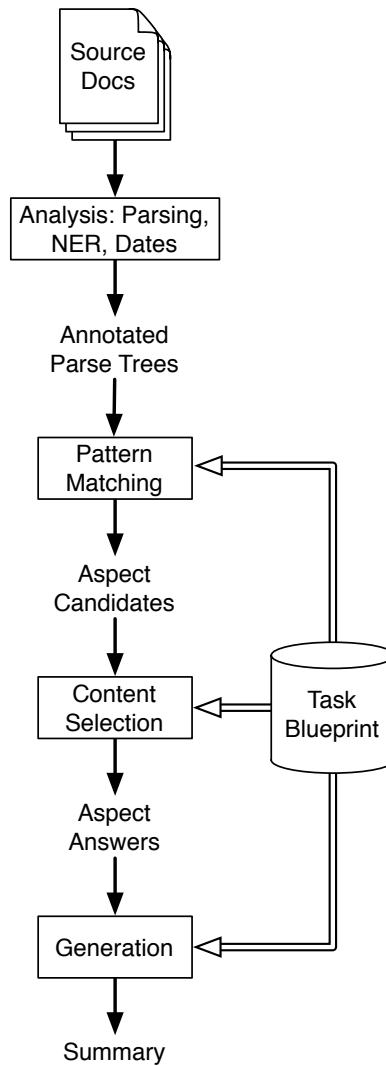 Source
Docs
Analysis: Parsing,
NER, Dates
Annotated
Parse Trees
Pattern
Matching
Aspect
Candidates
Content
Selection
Task
Blueprint
Aspect
Answers
Generation
Summary